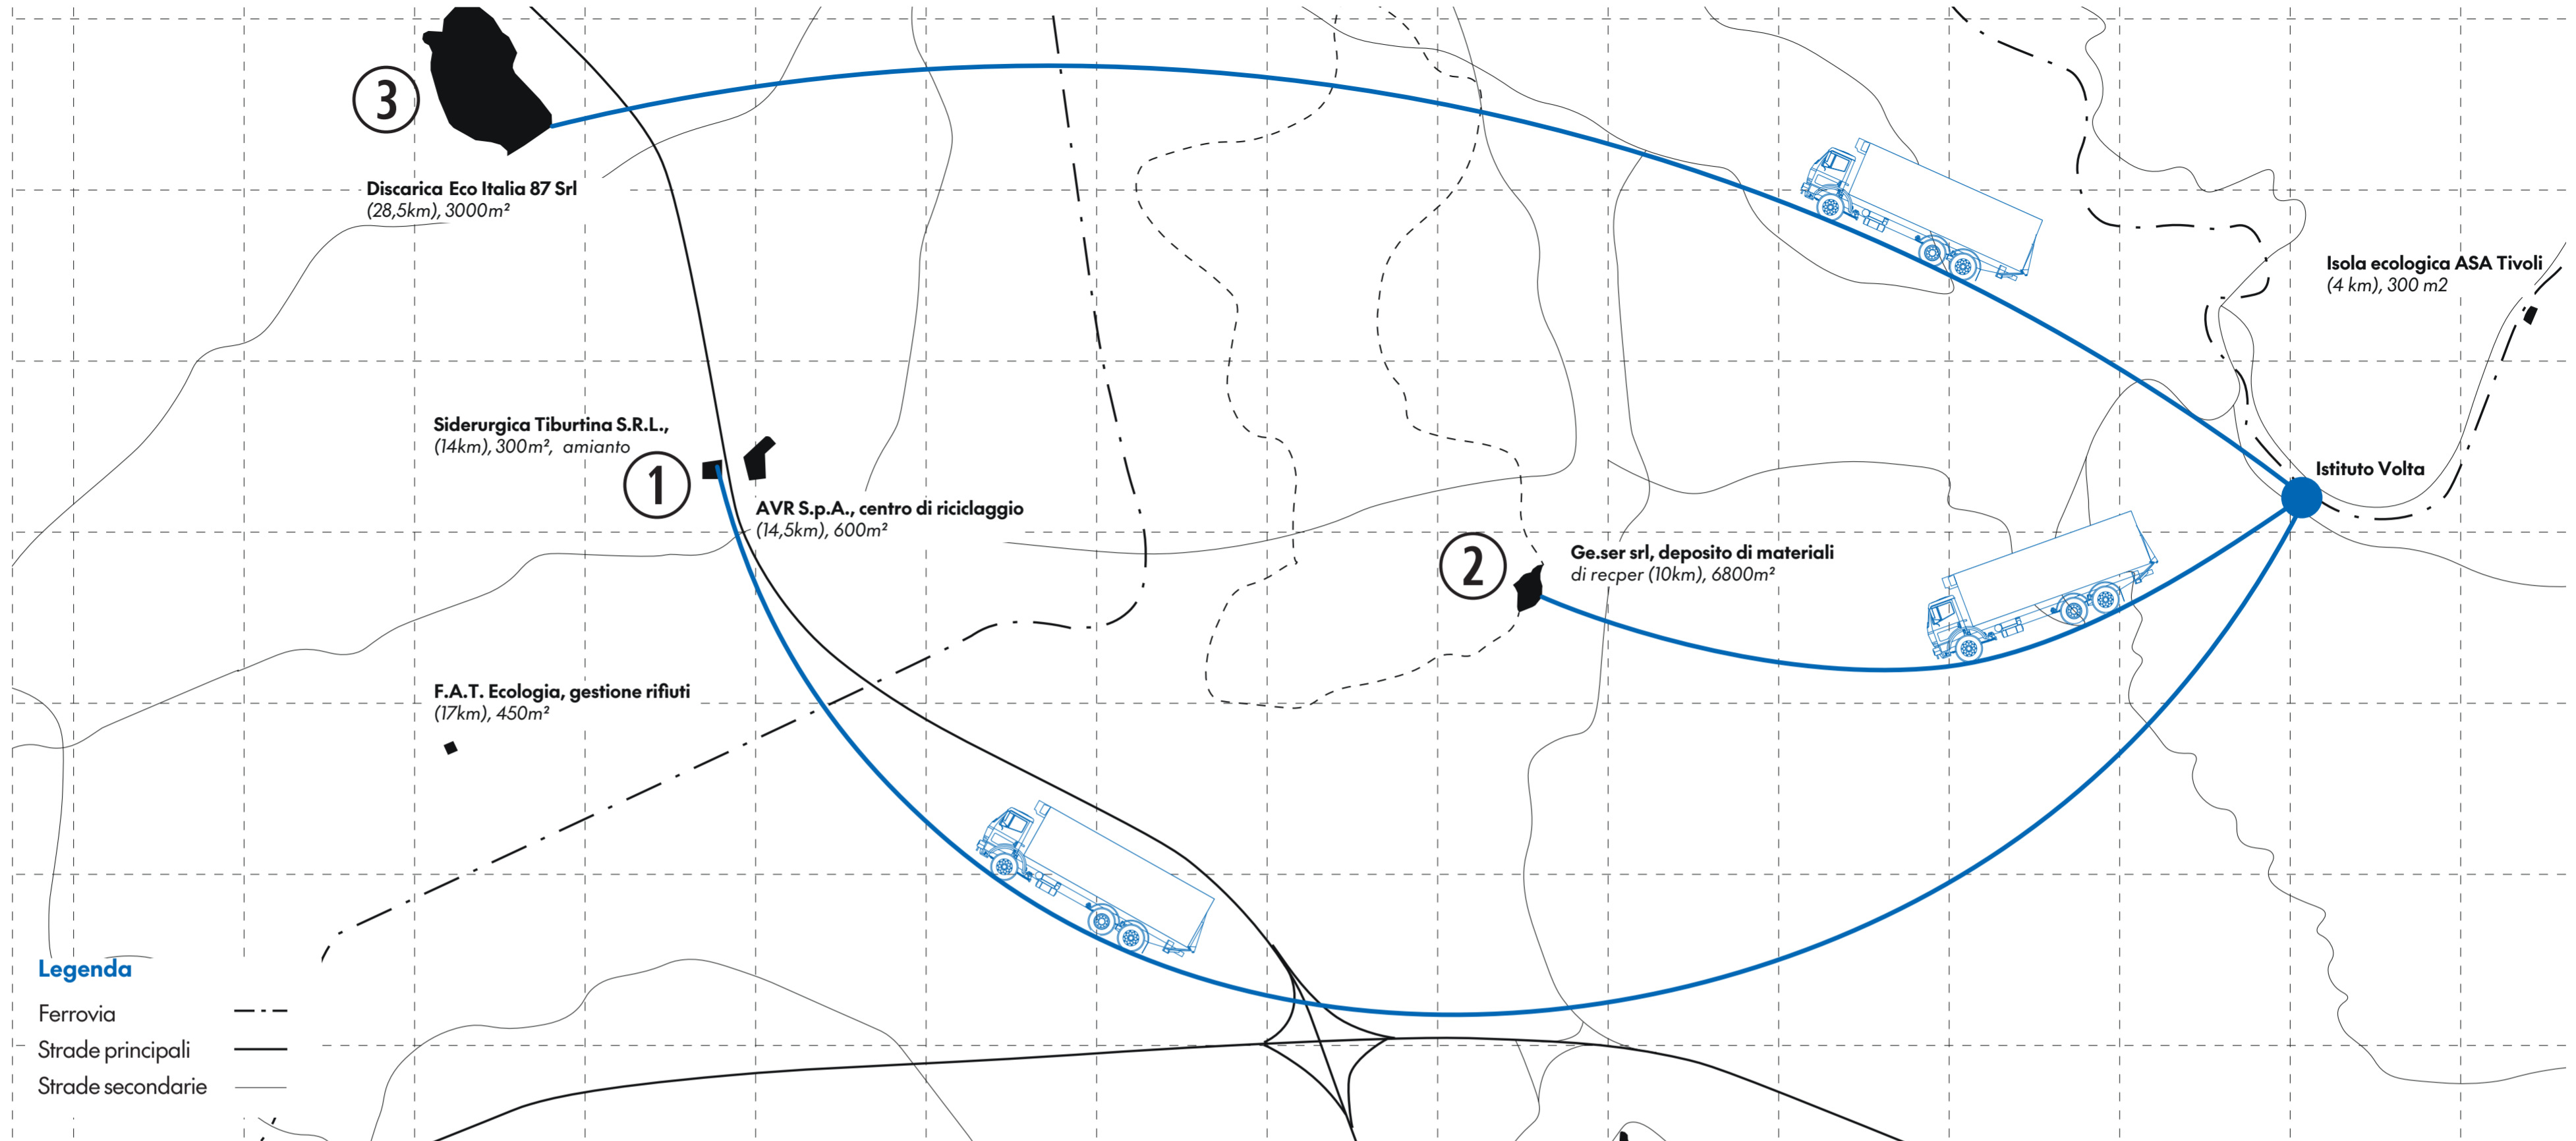 3
Discarica Eco Italia 87 Srl
(28,5km), 3000m²
Isola ecologica ASA Tivoli
(4 km), 300 m2
Siderurgica Tiburtina S.R.L.,
(14km), 300m², amianto
1
Istituto Volta
AVR S.p.A., centro di riciclaggio
(14,5km), 600m²
2
Ge.ser srl, deposito di materiali
di recper (10km), 6800m²
F.A.T. Ecologia, gestione rifiuti
(17km), 450m²
Legenda
Ferrovia
Strade principali
Strade secondarie